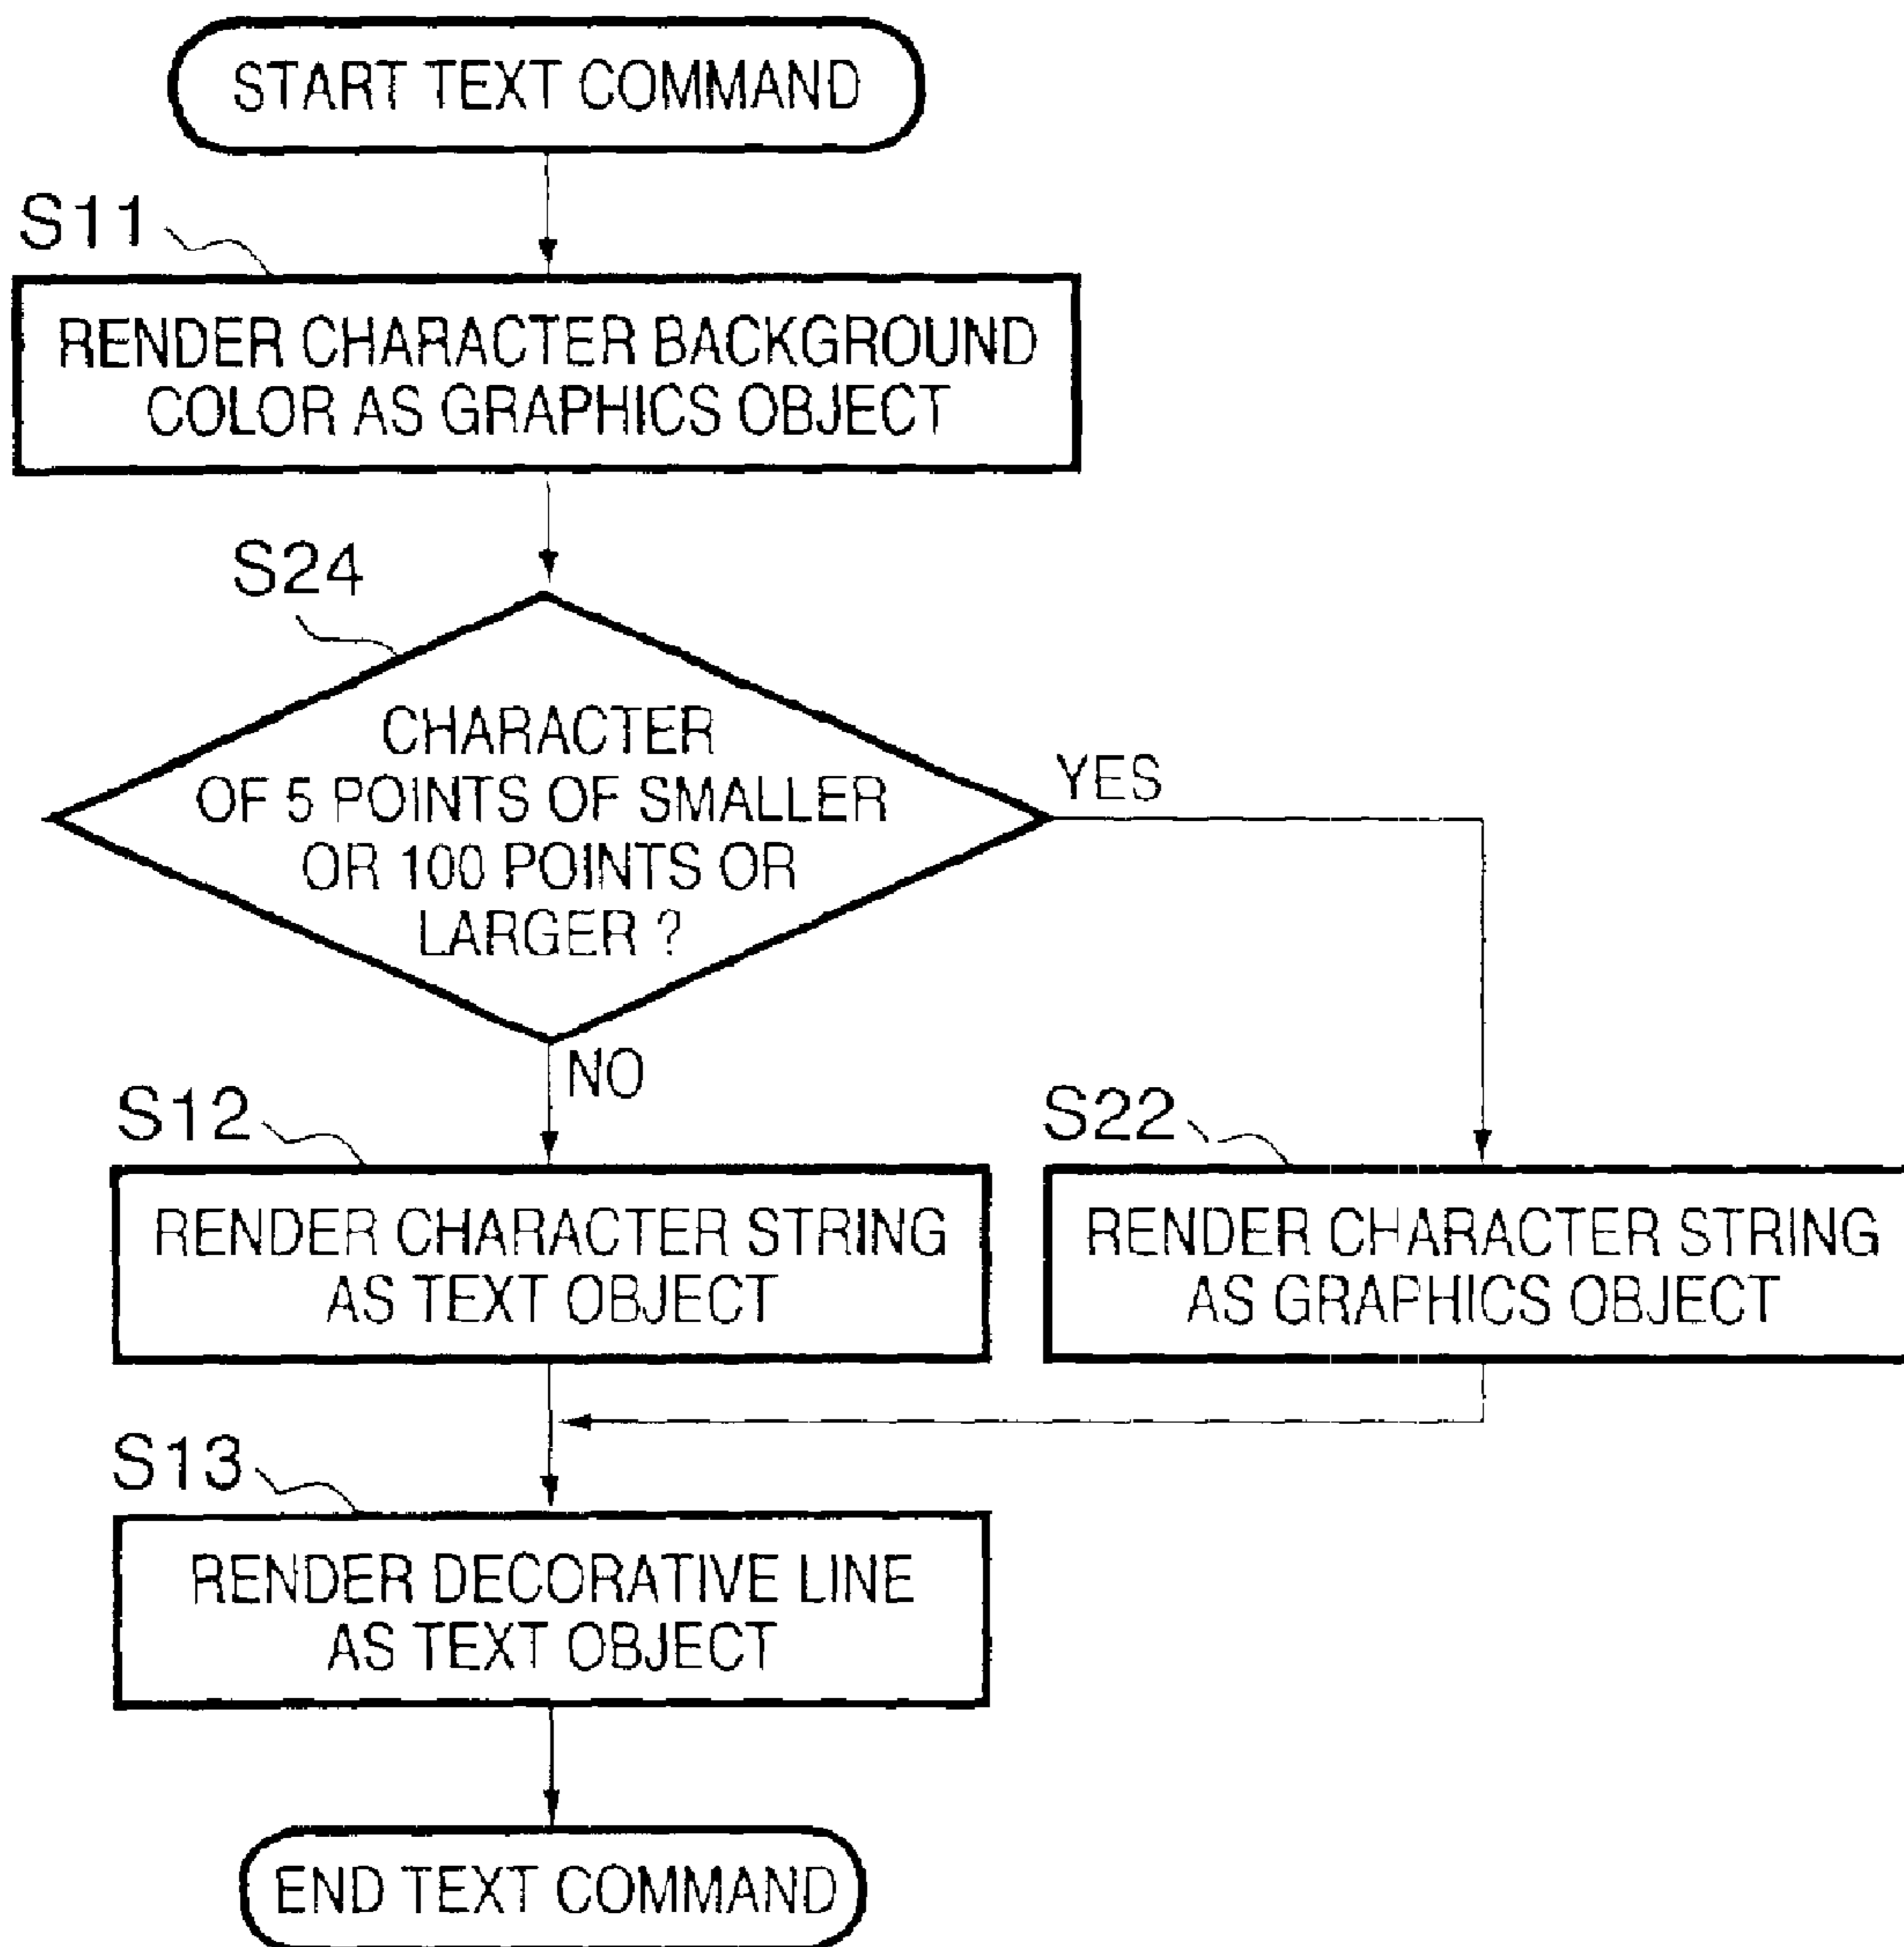 START TEXT COMMAND
S11
RENDER CHARACTER BACKGROUND
COLOR AS GRAPHICS OBJECT
S24
CHARACTER
OF 5 POINTS OF SMALLER
OR 100 POINTS OR
LARGER ?
YES
NO
S12
RENDER CHARACTER STRING
AS TEXT OBJECT
S22
RENDER CHARACTER STRING
AS GRAPHICS OBJECT
S13
RENDER DECORATIVE LINE
AS TEXT OBJECT
END TEXT COMMAND